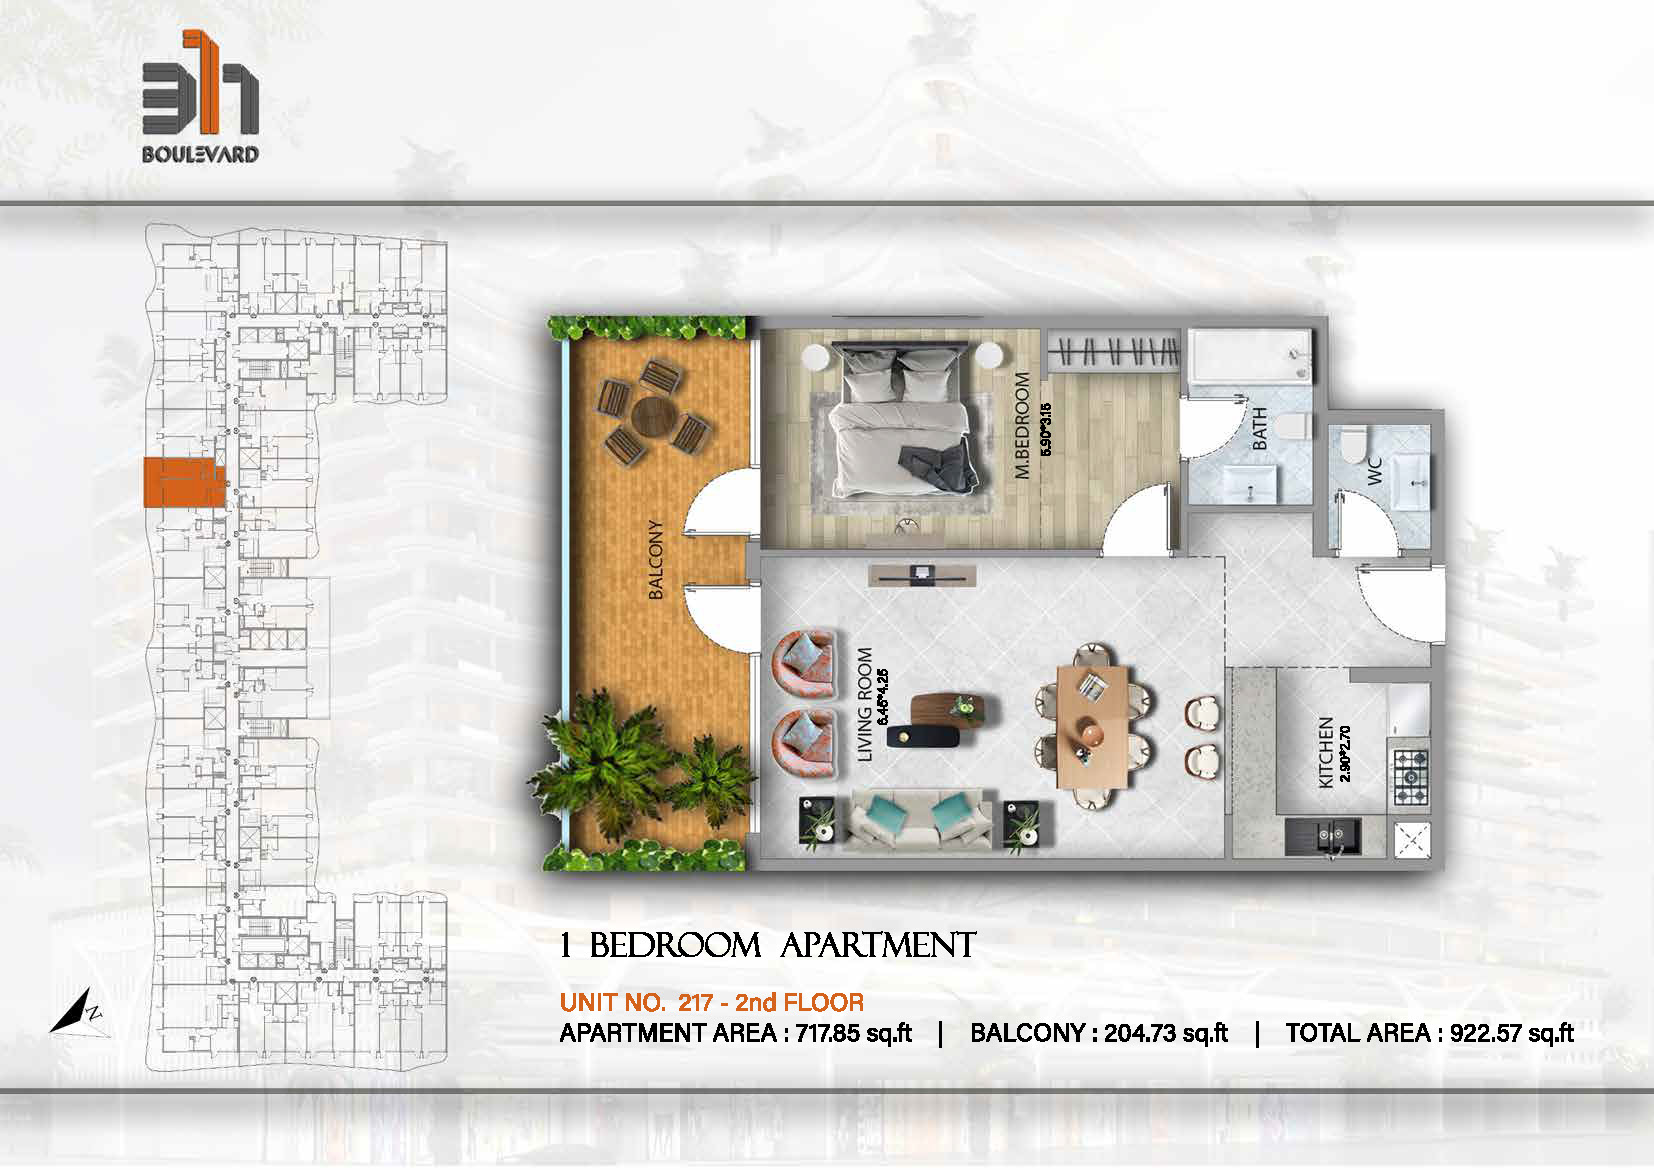 311
BOULEVARD
BALCONY
M.BEDROOM
5.90*3.15
BATH
WC
LIVING ROOM
6.45*4.25
KITCHEN
2.90*2.70
N
1 BEDROOM APARTMENT
UNIT NO. 217 - 2nd FLOOR
APARTMENT AREA : 717.85 sq.ft | BALCONY : 204.73 sq.ft | TOTAL AREA : 922.57 sq.ft